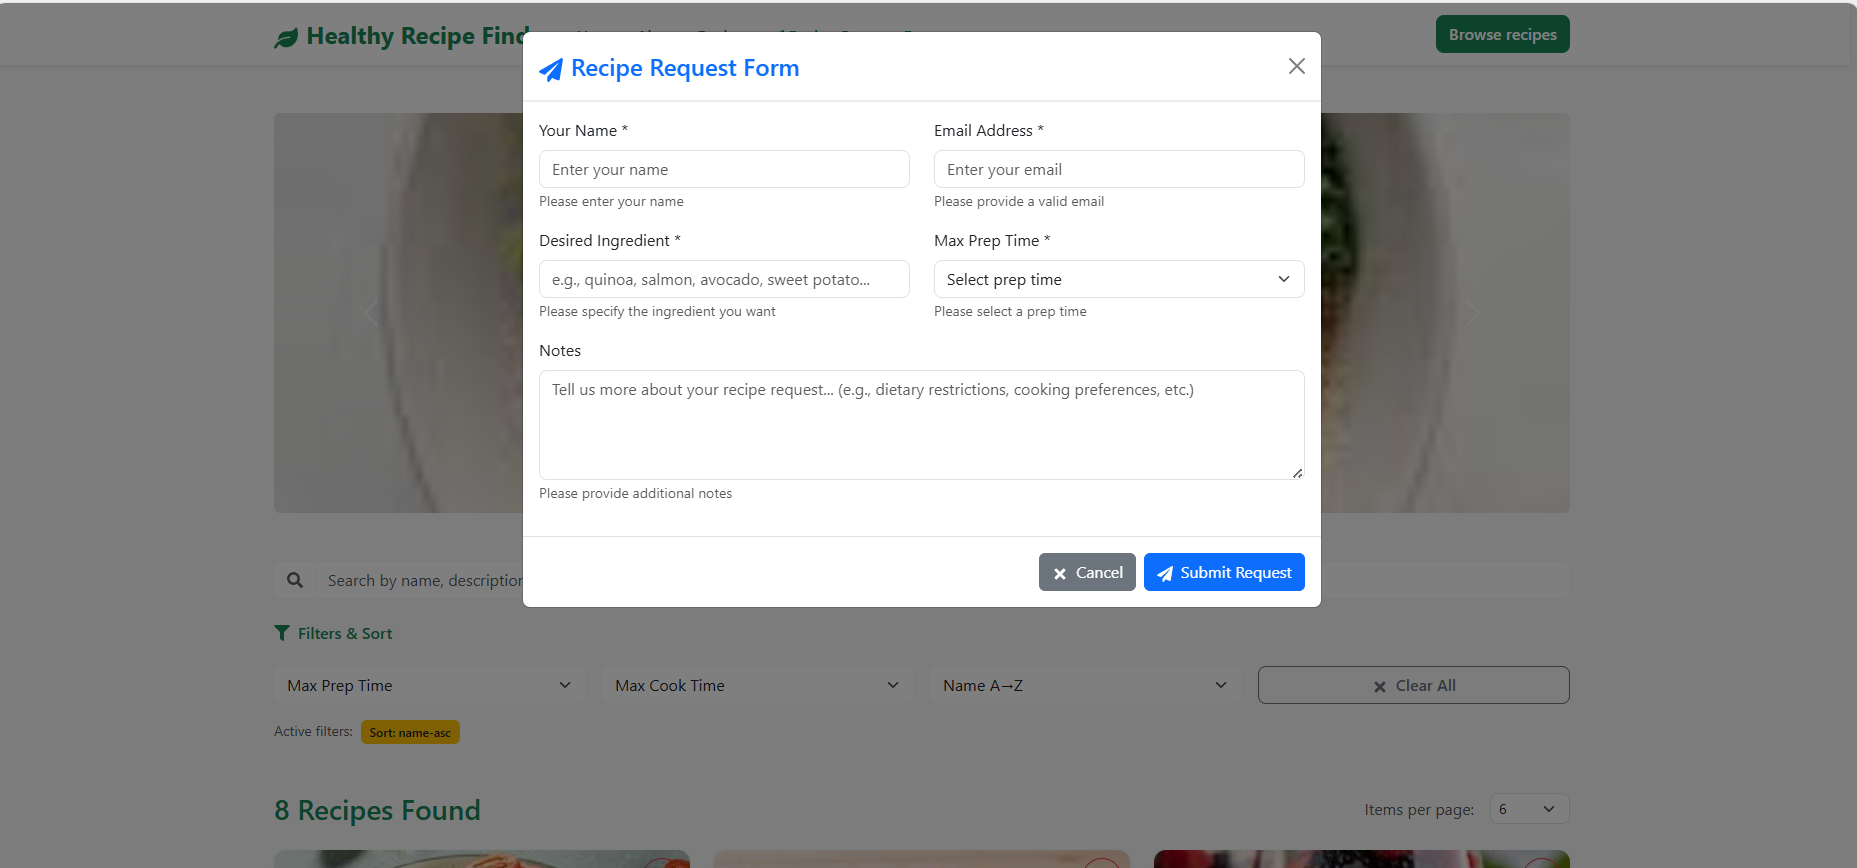 Healthy Recipe Find
Browse recipes
Recipe Request Form
Your Name *
Email Address *
Enter your name
Enter your email
Please enter your name
Please provide a valid email
Desired Ingredient *
Max Prep Time *
e.g., quinoa, salmon, avocado, sweet potato...
Select prep time
Please specify the ingredient you want
Please select a prep time
Notes
Tell us more about your recipe request... (e.g., dietary restrictions, cooking preferences, etc.)
Please provide additional notes
Cancel
Submit Request
Search by name, description
Filters & Sort
Max Prep Time
Max Cook Time
Name A→Z
Clear All
Active filters:
Sort: name-asc
8 Recipes Found
Items per page:
6